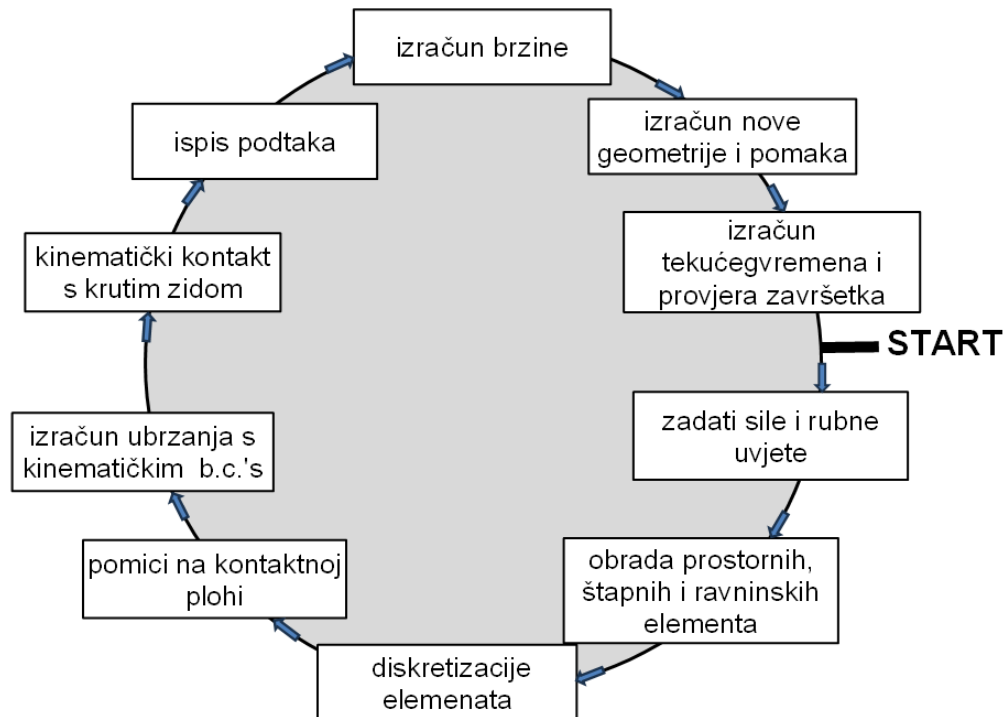 izračun brzine
izračun nove
geometrije i pomaka
izračun
tekućegvremena i
provjera završetka
START
zadati sile i rubne
uvjete
obrada prostornih,
štapnih i ravninskih
elementa
diskretizacije
elemenata
pomici na kontaktnoj
plohi
izračun ubrzanja s
kinematičkim b.c.'s
kinematički kontakt
s krutim zidom
ispis podtaka